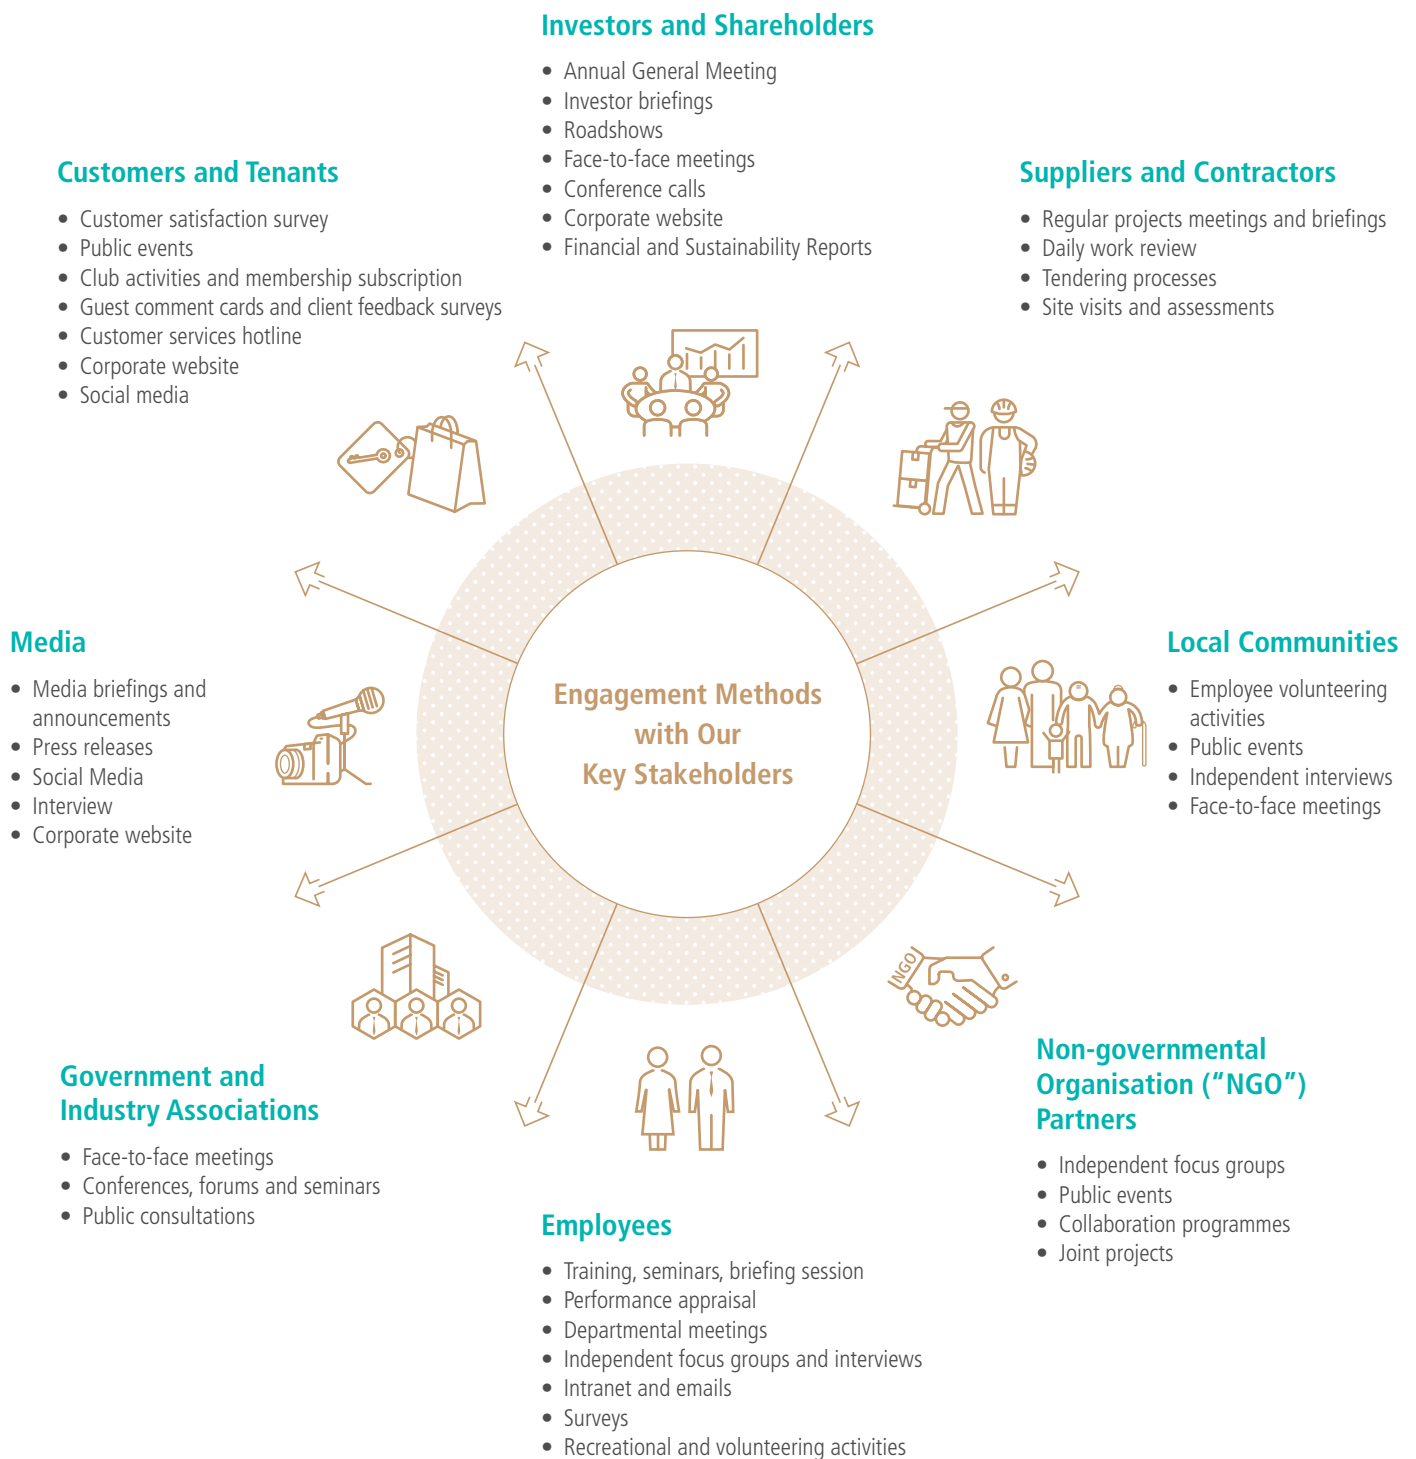 Investors and Shareholders
• Annual General Meeting
• Investor briefings
• Roadshows
• Face-to-face meetings
• Conference calls
• Corporate website
• Financial and Sustainability Reports
Customers and Tenants
• Customer satisfaction survey
• Public events
• Club activities and membership subscription
• Guest comment cards and client feedback surveys
• Customer services hotline
• Corporate website
• Social media
Suppliers and Contractors
• Regular projects meetings and briefings
• Daily work review
• Tendering processes
• Site visits and assessments
Media
• Media briefings and
announcements
• Press releases
• Social Media
• Interview
• Corporate website
Engagement Methods
with Our
Key Stakeholders
Local Communities
• Employee volunteering
activities
• Public events
• Independent interviews
• Face-to-face meetings
NGO
Government and
Industry Associations
• Face-to-face meetings
• Conferences, forums and seminars
• Public consultations
Non-governmental
Organisation (“NGO”)
Partners
• Independent focus groups
• Public events
• Collaboration programmes
• Joint projects
Employees
• Training, seminars, briefing session
• Performance appraisal
• Departmental meetings
• Independent focus groups and interviews
• Intranet and emails
• Surveys
• Recreational and volunteering activities